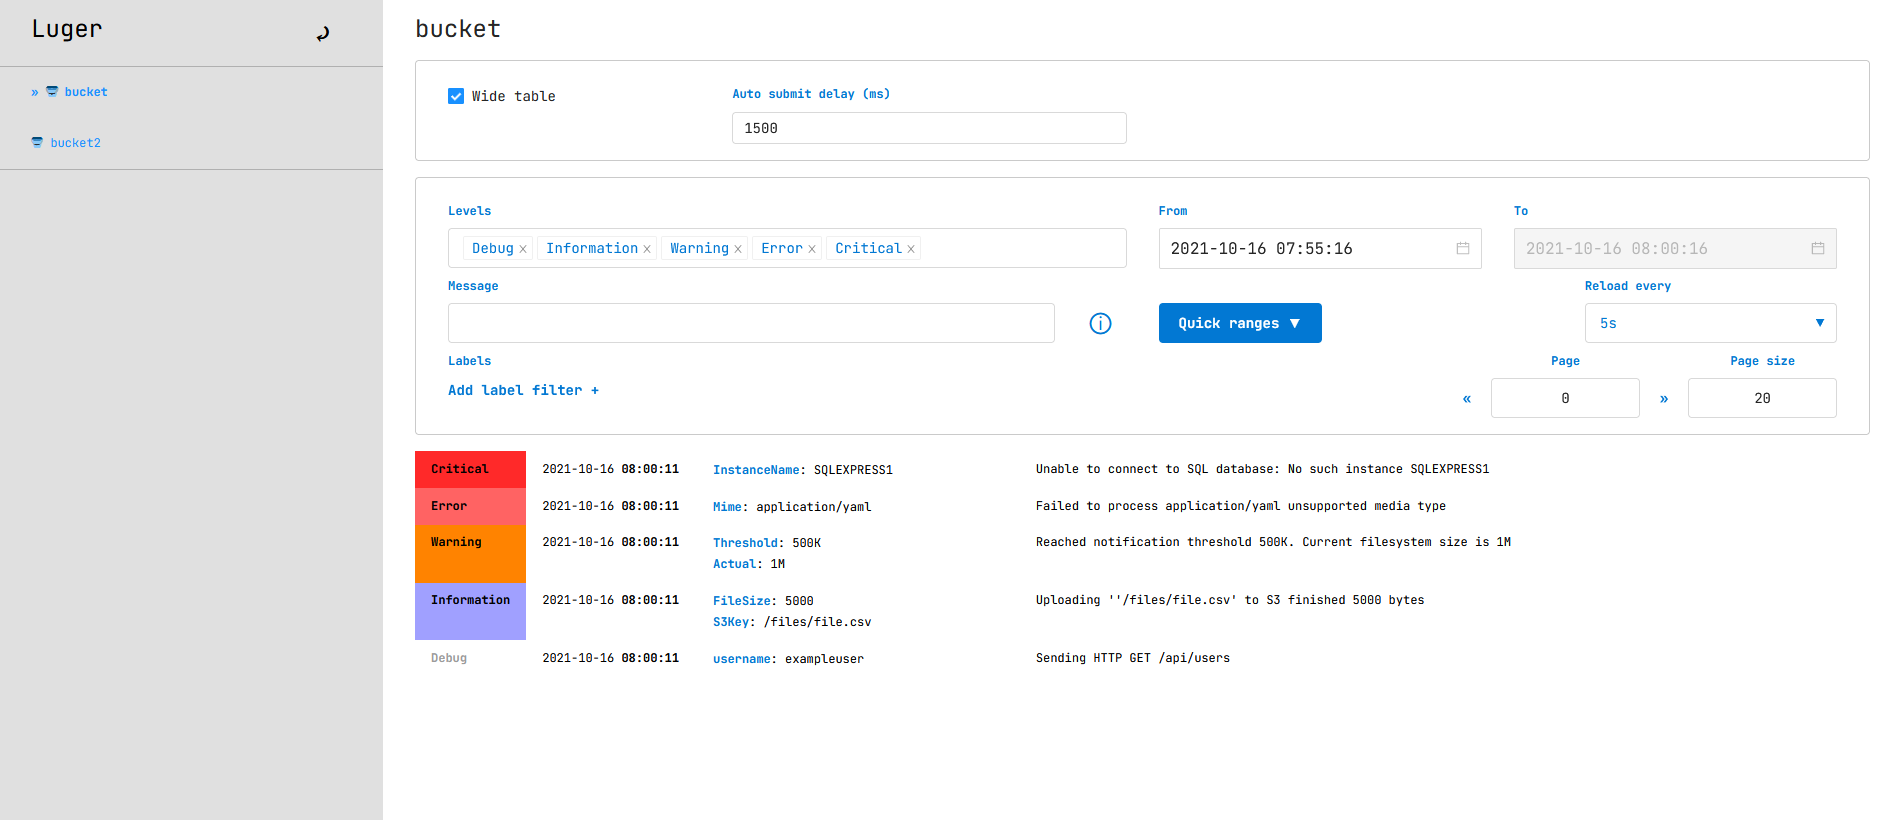 Luger
» bucket
bucket2
bucket
Wide table
Auto submit delay (ms)
1500
Levels
Debug × Information × Warning × Error × Critical ×
From
2021-10-16 07:55:16
To
2021-10-16 08:00:16
Message
Quick ranges ▼
Reload every
5s ▼
Labels
Add label filter +
Page
« 0 »
Page size
20
Critical 2021-10-16 08:00:11 InstanceName: SQLEXPRESS1 Unable to connect to SQL database: No such instance SQLEXPRESS1
Error 2021-10-16 08:00:11 Mime: application/yaml Failed to process application/yaml unsupported media type
Warning 2021-10-16 08:00:11 Threshold: 500K Reached notification threshold 500K. Current filesystem size is 1M
Actual: 1M
Information 2021-10-16 08:00:11 FileSize: 5000 Uploading ''/files/file.csv' to S3 finished 5000 bytes
S3Key: /files/file.csv
Debug 2021-10-16 08:00:11 username: exampleuser Sending HTTP GET /api/users